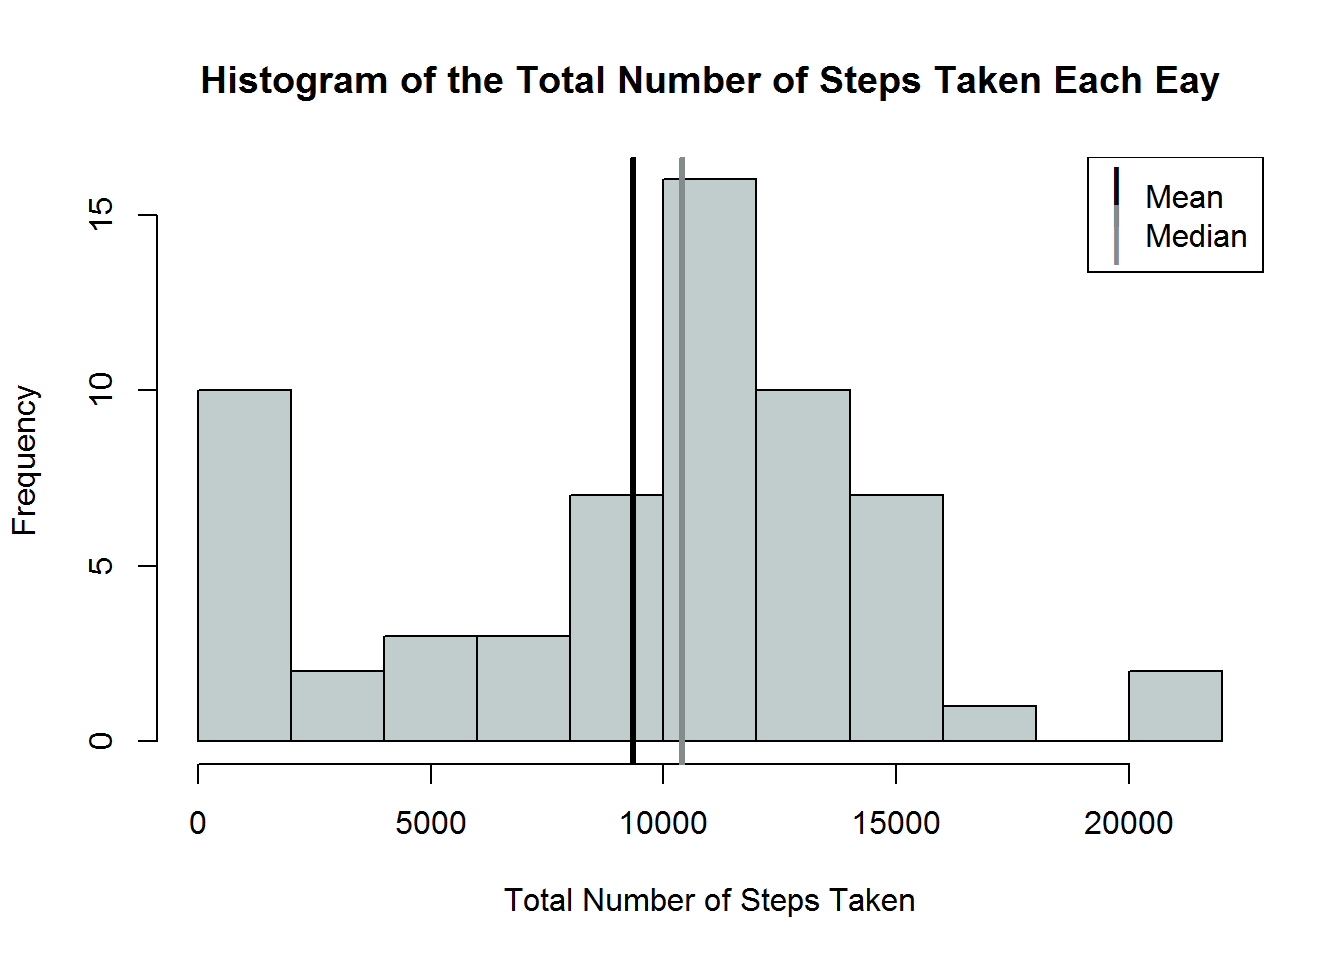 Histogram of the Total Number of Steps Taken Each Eay
Mean
Median
Frequency
0
5
10
15
0
5000
10000
15000
20000
Total Number of Steps Taken